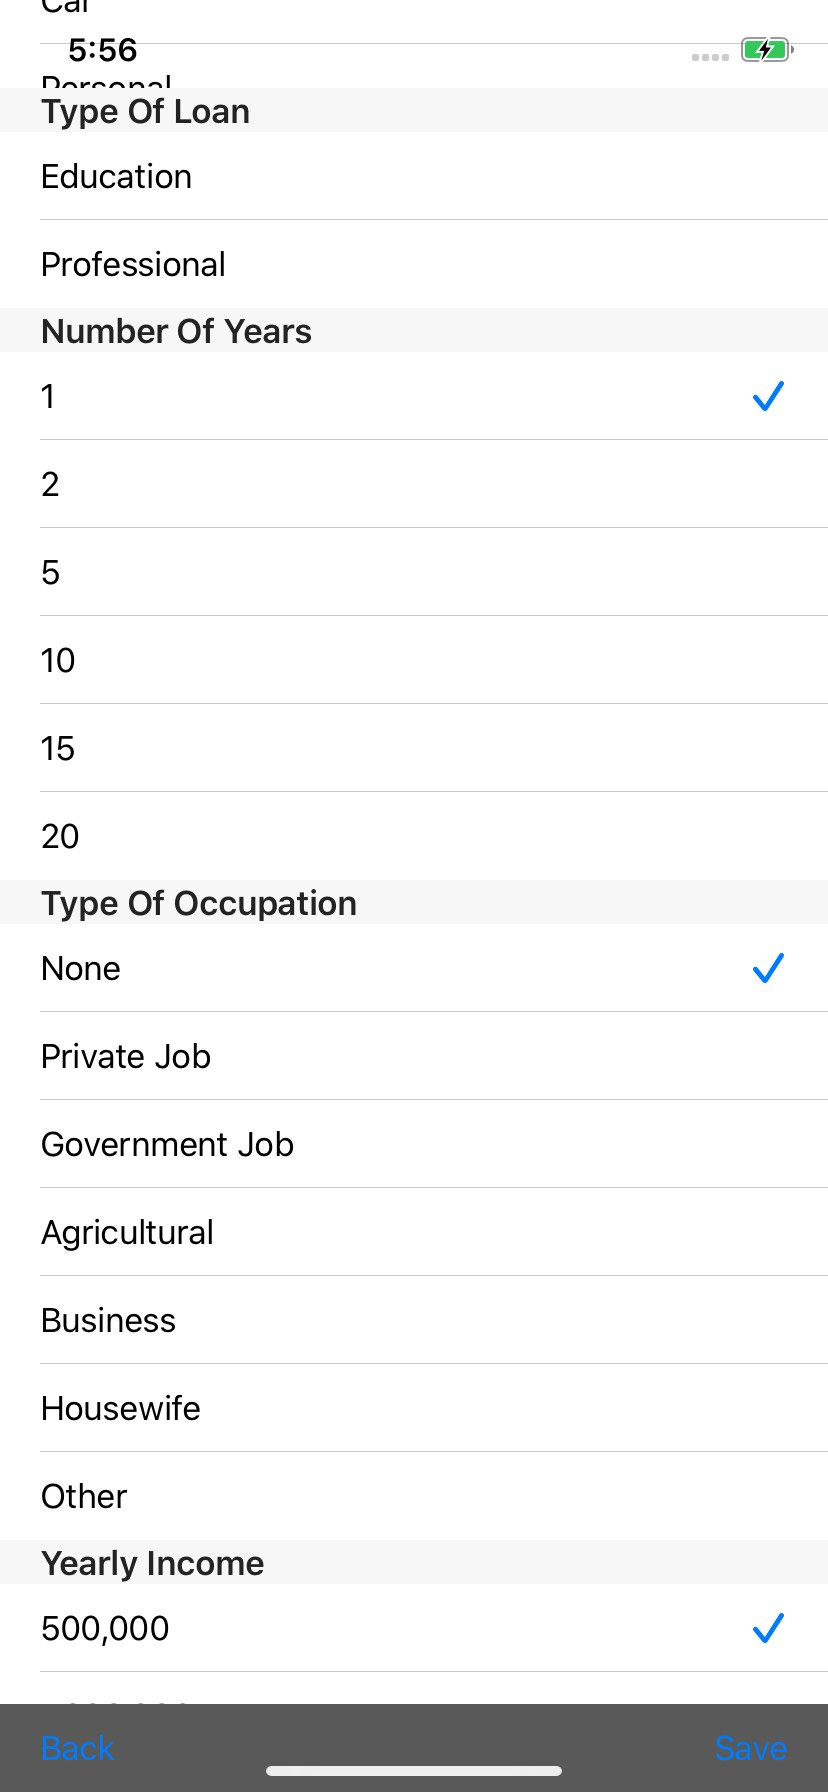 Car
5:56
Personal
Type Of Loan
Education
Professional
Number Of Years
1
2
5
10
15
20
Type Of Occupation
None
Private Job
Government Job
Agricultural
Business
Housewife
Other
Yearly Income
500,000
Back
Save